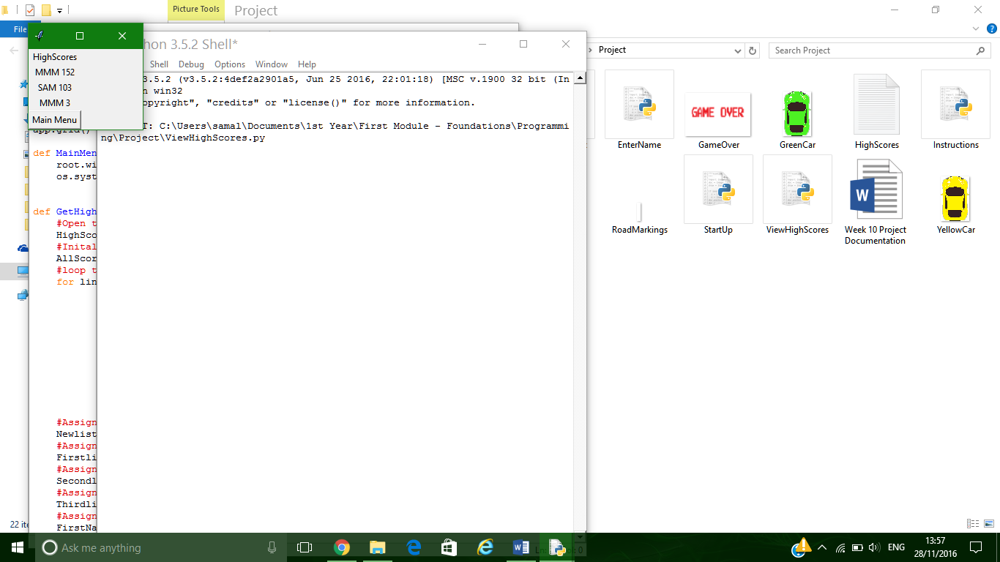 Picture Tools
Project
File
HighScores
MMM 152
SAM 103
MMM 3
Main Menu
app.grid()
def MainMen
root.wi
os.syst
def GetHigh
#Open t
HighSco
#Inital
AllScor
#loop t
for lin
#Assign
Newlist
#Assign
Firstli
#Assign
Secondl
#Assign
Thirdli
#Assign
FirstNa
hon 3.5.2 Shell*
Shell Debug Options Window Help
3.5.2 (v3.5.2:4def2a2901a5, Jun 25 2016, 22:01:18) [MSC v.1900 32 bit (In
n win32
opyright", "credits" or "license()" for more information.
T: C:\Users\samal\Documents\1st Year\First Module - Foundations\Programmi
ng\Project\ViewHighScores.py
Project
Search Project
GAME OVER
EnterName
GameOver
GreenCar
HighScores
Instructions
RoadMarkings
StartUp
ViewHighScores
Week 10 Project
Documentation
YellowCar
22 ite
Ask me anything
ENG
13:57
28/11/2016